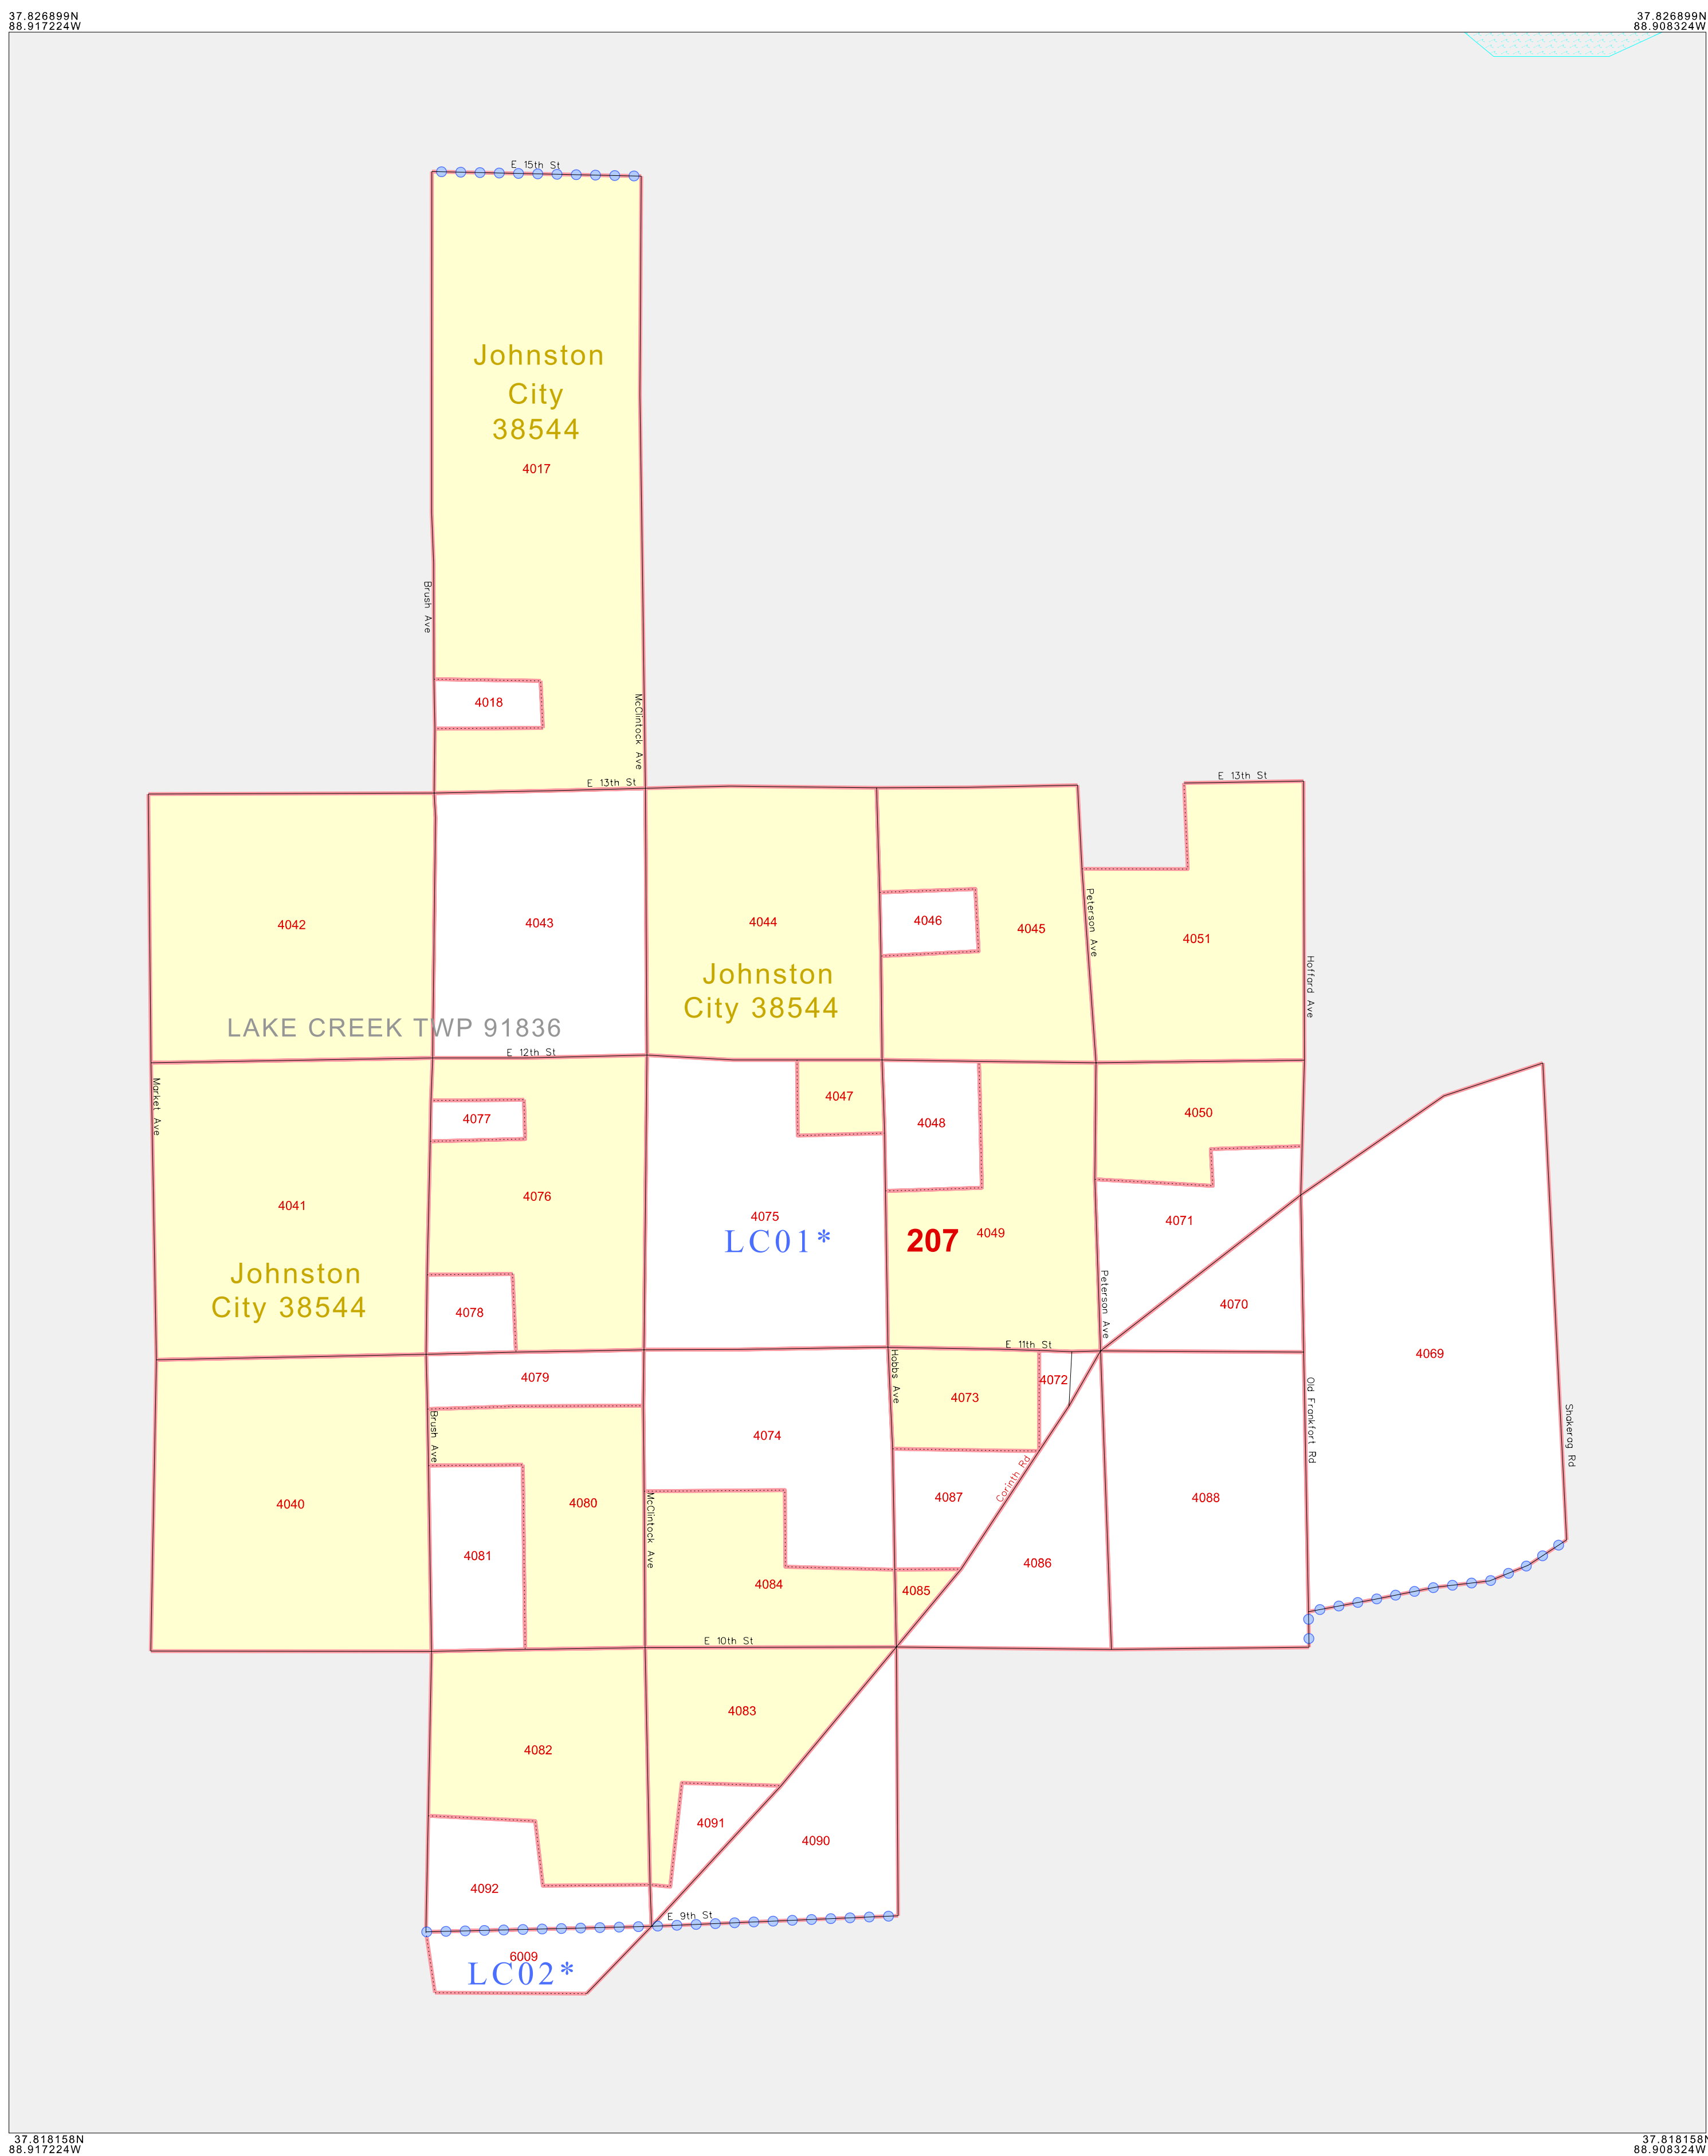 37.826899N
88.917224W
37.826899N
88.908324W
E 15th St
Johnston
City
38544
4017
Brush Ave
4018
McClintock Ave
E 13th St
E 13th St
4042
4043
4044
4046
4045
4051
Peterson Ave
Hoffard Ave
Johnston
City 38544
LAKE CREEK TWP 91836
E 12th St
Market Ave
4077
4047
4048
4050
4041
4076
4075
LC01*
207
4049
4071
Johnston
City 38544
4078
4070
Peterson Ave
E 11th St
4079
Hobbs Ave
4073
4072
4069
Brush Ave
4074
Old Frankfort Rd
Shakerag Rd
4040
4080
4081
McClintock Ave
4087
Corinth Rd
4088
4086
4084
4085
E 10th St
4083
4082
4091
4090
4092
E 9th St
6009
LC02*
37.818158N
88.917224W
37.818158N
88.908324W